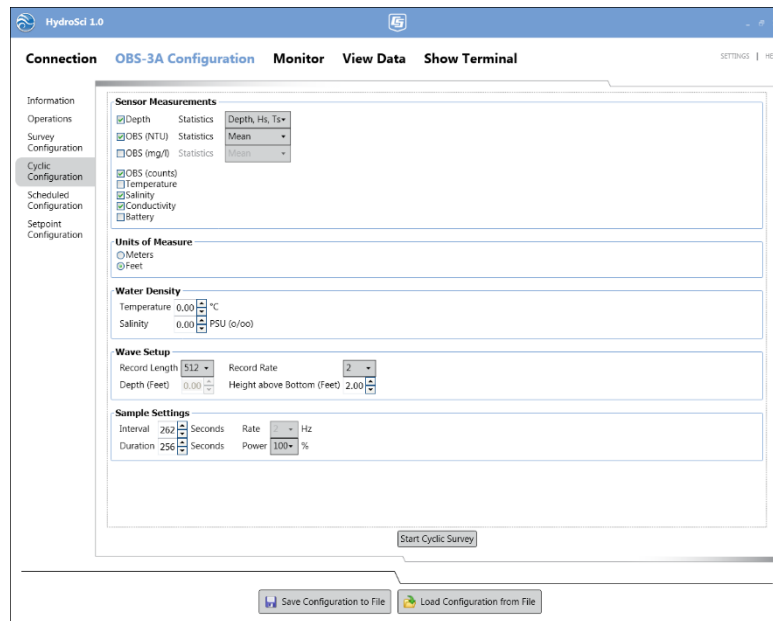 HydroSci 1.0
Connection OBS-3A Configuration Monitor View Data Show Terminal
SETTINGS | HE
Information
Operations
Survey
Configuration
Cyclic
Configuration
Scheduled
Configuration
Setpoint
Configuration
Sensor Measurements
Depth Statistics Depth, Hs, Ts
OBS (NTU) Statistics Mean
OBS (mg/l) Statistics Mean
OBS (counts)
Temperature
Salinity
Conductivity
Battery
Units of Measure
Meters
Feet
Water Density
Temperature 0.00 °C
Salinity 0.00 PSU (o/oo)
Wave Setup
Record Length 512 Record Rate 2
Depth (Feet) 0.00 Height above Bottom (Feet) 2.00
Sample Settings
Interval 262 Seconds Rate 2 Hz
Duration 256 Seconds Power 100 %
Start Cyclic Survey
Save Configuration to File Load Configuration from File